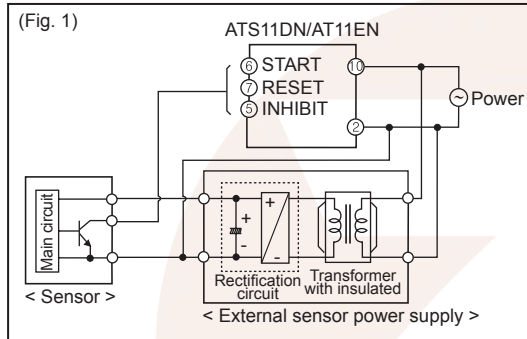 (Fig. 1)
ATS11DN/AT11EN
⑥ START
⑩
⑦ RESET
⑤ INHIBIT
②
~ Power
Main circuit
+
-
+
-
Rectification
circuit
Transformer
with insulated
< Sensor >
< External sensor power supply >